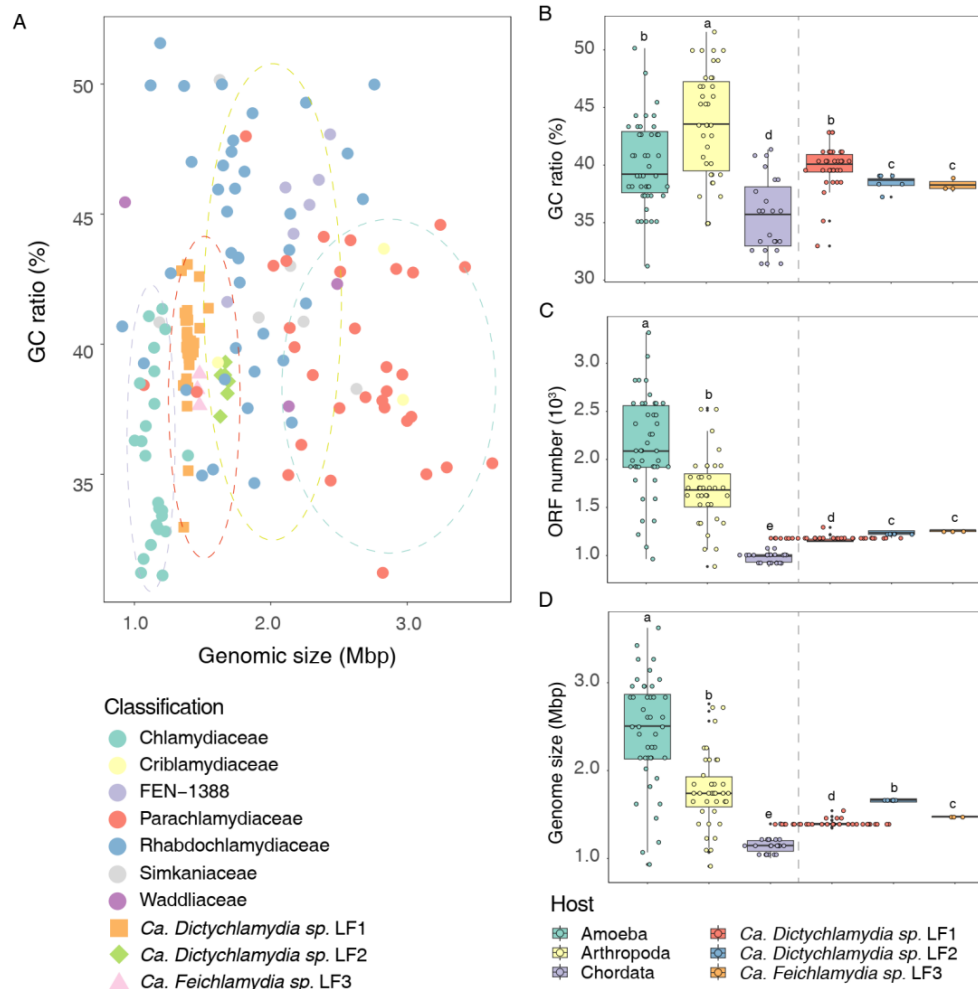 A
GC ratio (%)
50
45
40
35
1.0 2.0 3.0
Genomic size (Mbp)
Classification
Chlamydiaceae
Criblamydiaceae
FEN−1388
Parachlamydiaceae
Rhabdochlamydiaceae
Simkaniaceae
Waddliaceae
Ca. Dictychlamydia sp. LF1
Ca. Dictychlamydia sp. LF2
Ca. Feichlamydia sp. LF3
B
GC ratio (%)
50
45
40
35
30
b a d b c c
C
ORF number (10³)
3.0
2.5
2.0
1.5
1.0
a b e d c c
D
Genome size (Mbp)
3.0
2.0
1.0
a b e d b c
Host
Amoeba
Arthropoda
Chordata
Ca. Dictychlamydia sp. LF1
Ca. Dictychlamydia sp. LF2
Ca. Feichlamydia sp. LF3